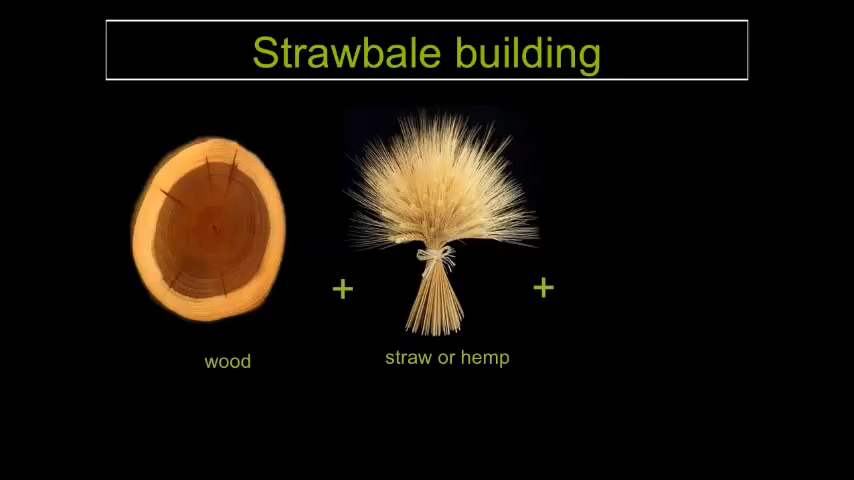 Strawbale building
+
+
wood
straw or hemp